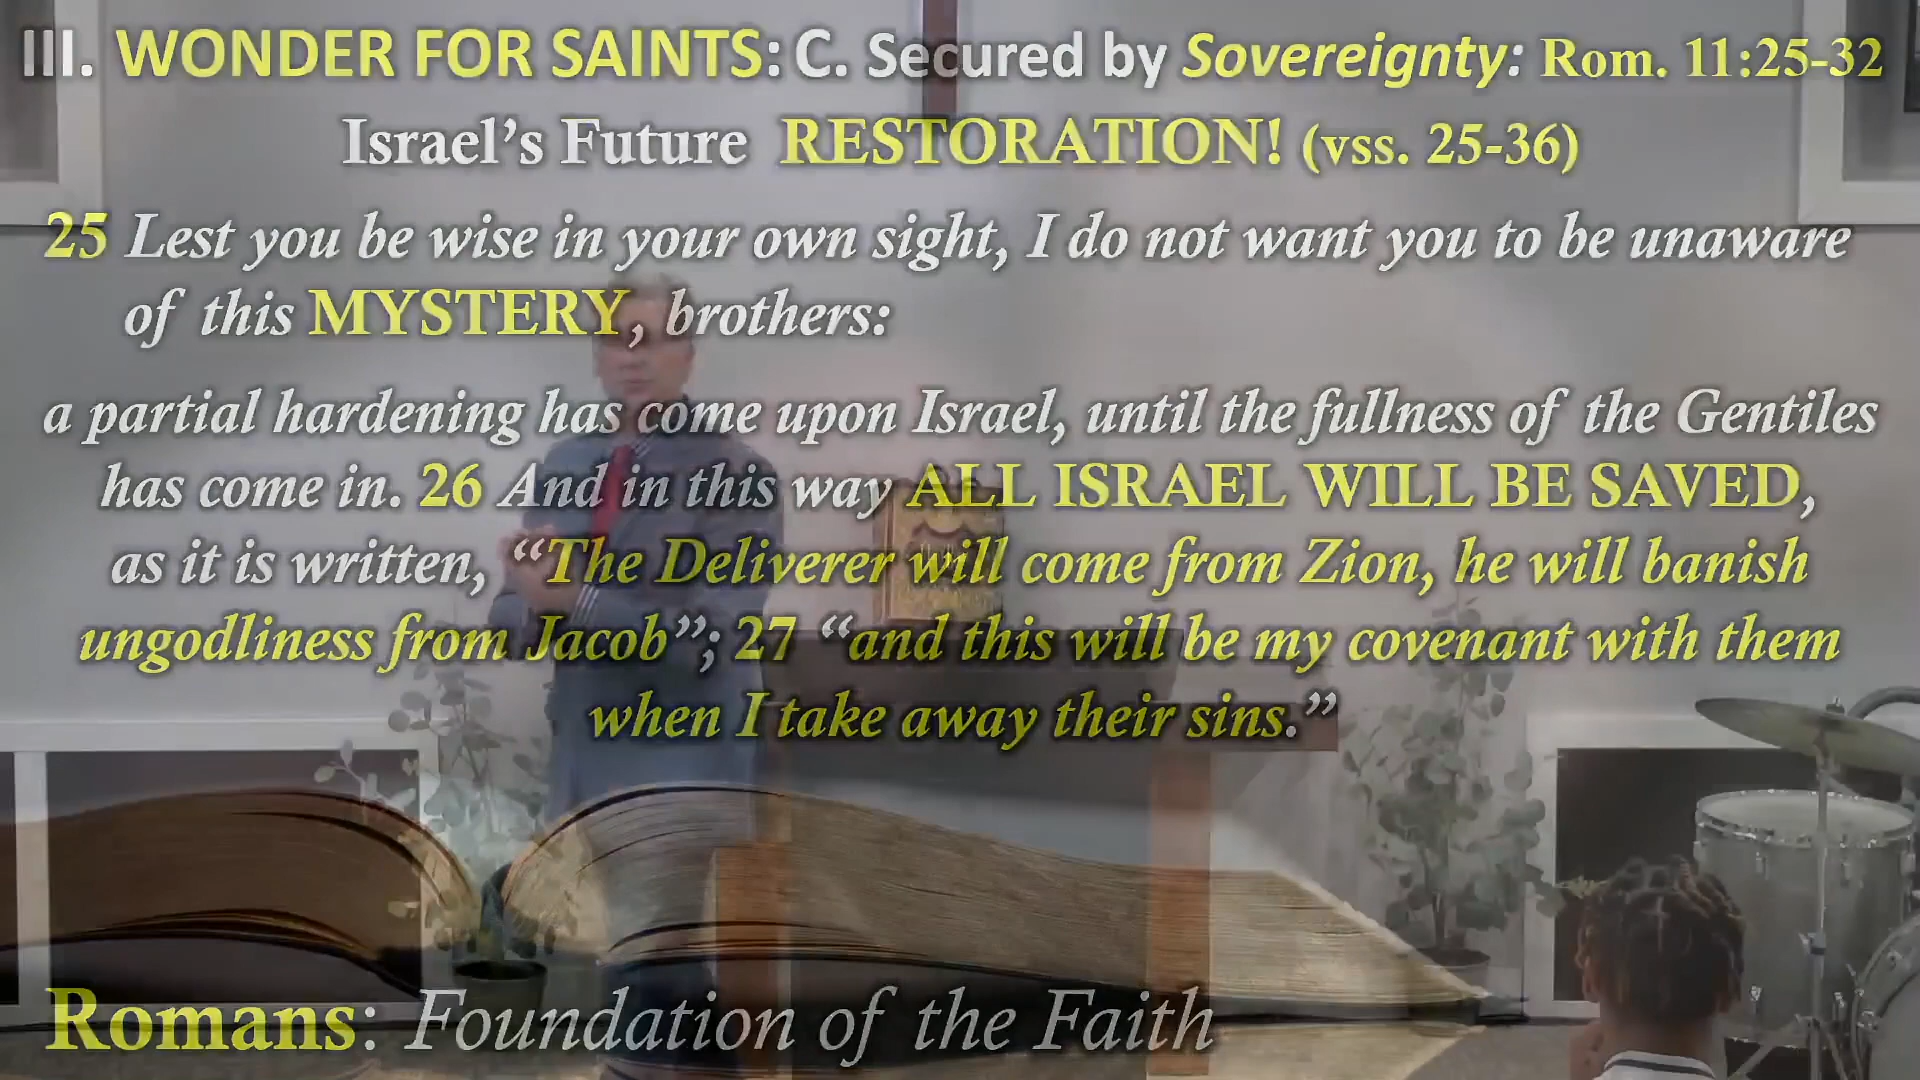 III. WONDER FOR SAINTS: C. Secured by Sovereignty: Rom. 11:25-32
Israel’s Future RESTORATION! (vss. 25-36)
25 Lest you be wise in your own sight, I do not want you to be unaware
of this MYSTERY, brothers:
a partial hardening has come upon Israel, until the fullness of the Gentiles
has come in. 26 And in this way ALL ISRAEL WILL BE SAVED,
as it is written, “The Deliverer will come from Zion, he will banish
ungodliness from Jacob”; 27 “and this will be my covenant with them
when I take away their sins.”
Romans: Foundation of the Faith